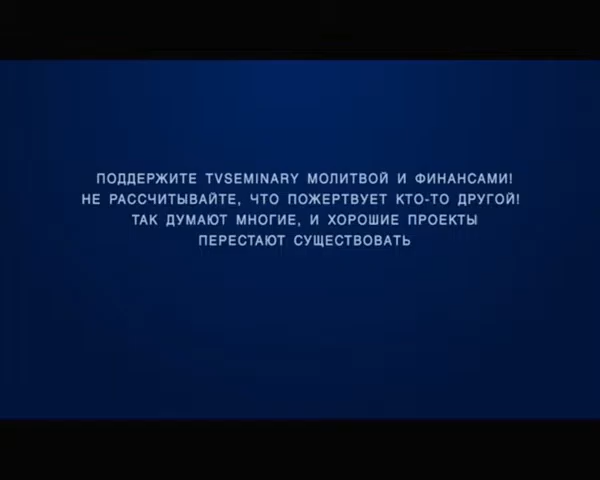 ПОДДЕРЖИТЕ TVSEMINARY МОЛИТВОЙ И ФИНАНСАМИ!
НЕ РАССЧИТЫВАЙТЕ, ЧТО ПОЖЕРТВУЕТ КТО-ТО ДРУГОЙ!
ТАК ДУМАЮТ МНОГИЕ, И ХОРОШИЕ ПРОЕКТЫ
ПЕРЕСТАЮТ СУЩЕСТВОВАТЬ